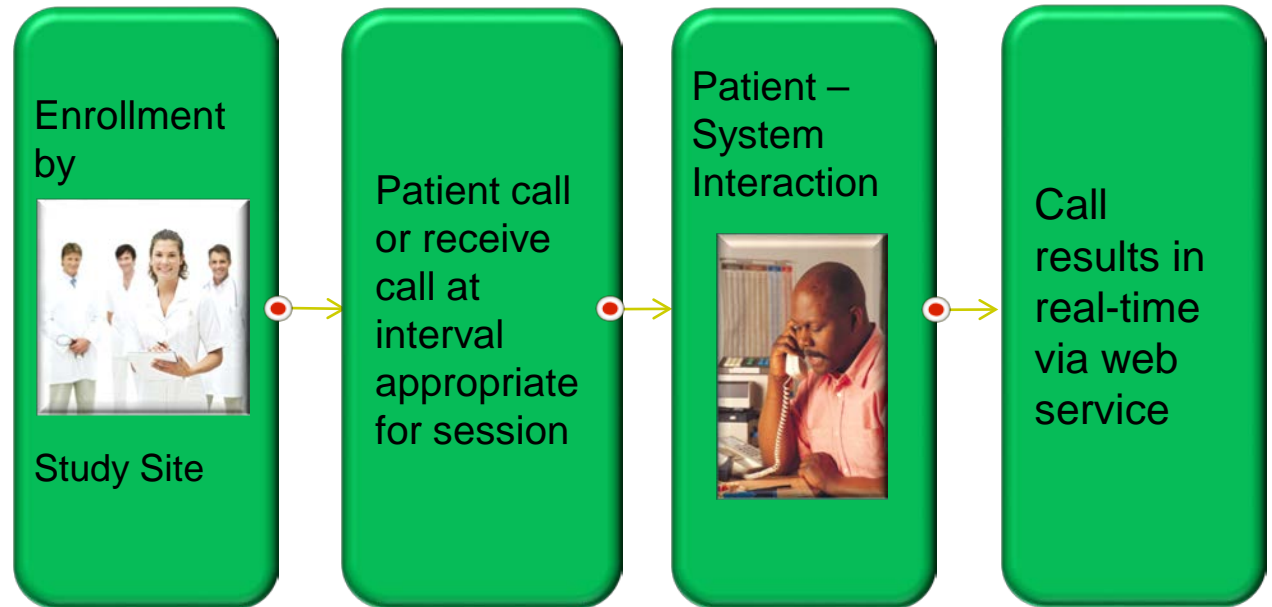 Enrollment
by
Study Site
Patient call
or receive
call at
interval
appropriate
for session
Patient –
System
Interaction
Call
results in
real-time
via web
service